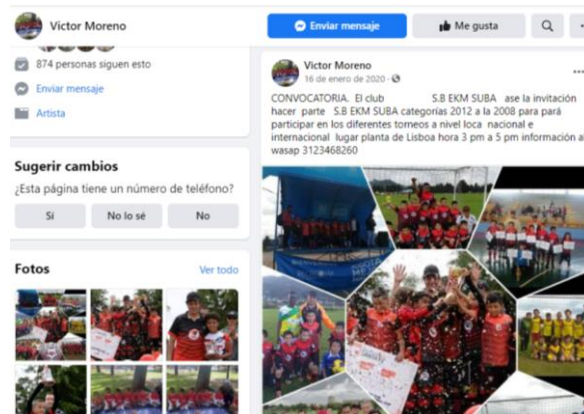 Victor Moreno
Enviar mensaje
Me gusta
874 personas siguen esto
Enviar mensaje
Artista
Sugerir cambios
¿Esta página tiene un número de teléfono?
Sí
No lo sé
No
Fotos
Ver todo
Victor Moreno
16 de enero de 2020
CONVOCATORIA. El club S.B EKM SUBA ase la invitación
hacer parte S.B EKM SUBA categorías 2012 a la 2008 para pará
participar en los diferentes torneos a nivel loca nacional e
internacional lugar planta de Lisboa hora 3 pm a 5 pm información al
wasap 3123468260